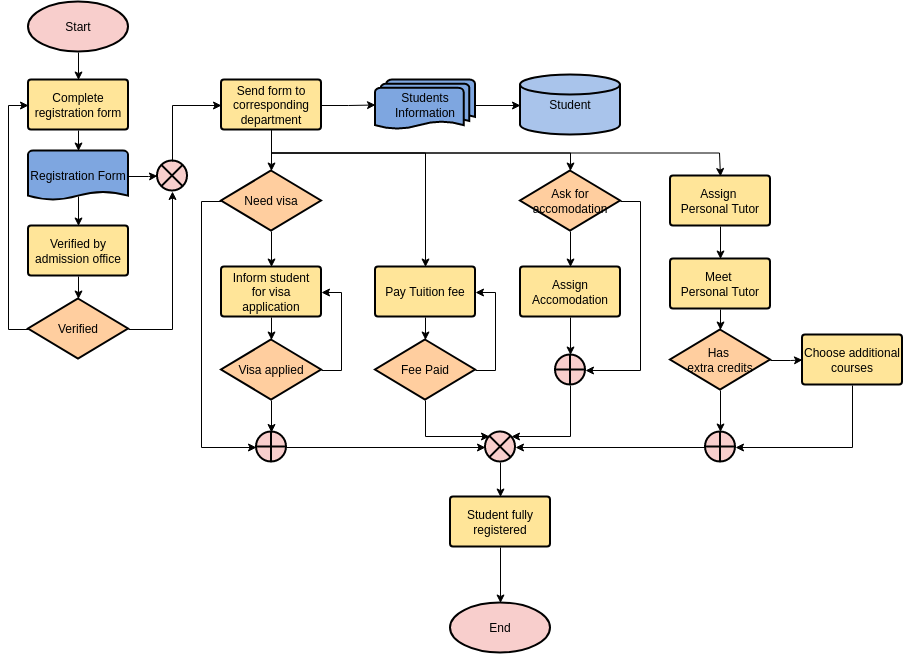 Start
Complete
registration form
Registration Form
Verified by
admission office
Verified
Send form to
corresponding
department
Students
Information
Student
Need visa
Inform student
for visa
application
Visa applied
Pay Tuition fee
Fee Paid
Ask for
accomodation
Assign
Accomodation
Assign
Personal Tutor
Meet
Personal Tutor
Has
extra credits
Choose additional
courses
Student fully
registered
End